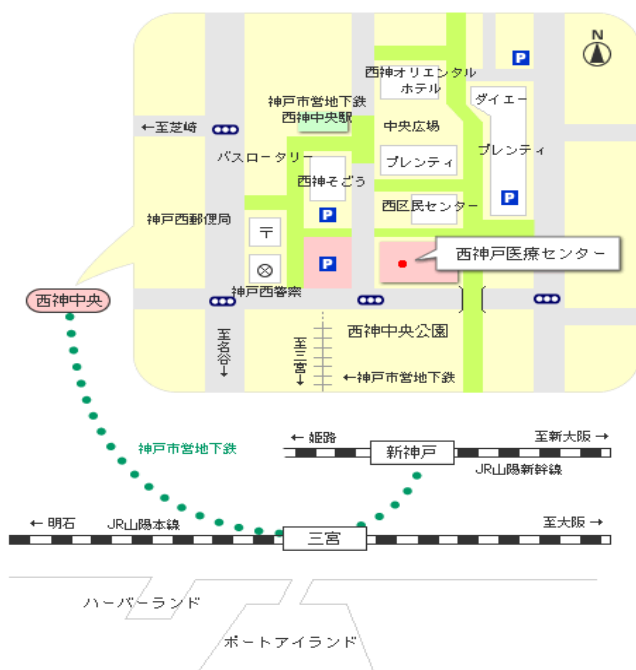 N
P
西神オリエンタル
ホテル
ダイエー
神戸市営地下鉄
西神中央駅
←至芝崎
中央広場
バスロータリー
プレンティ
プレンティ
西神そごう
P
西区民センター
P
神戸西郵便局
〒
西神戸医療センター
P
神戸西警察
西神中央
西神中央公園
至名谷↓
至三宮↓
←神戸市営地下鉄
神戸市営地下鉄
← 姫路
新神戸
至新大阪 →
JR山陽新幹線
← 明石
JR山陽本線
三宮
至大阪 →
ハーバーランド
ポートアイランド